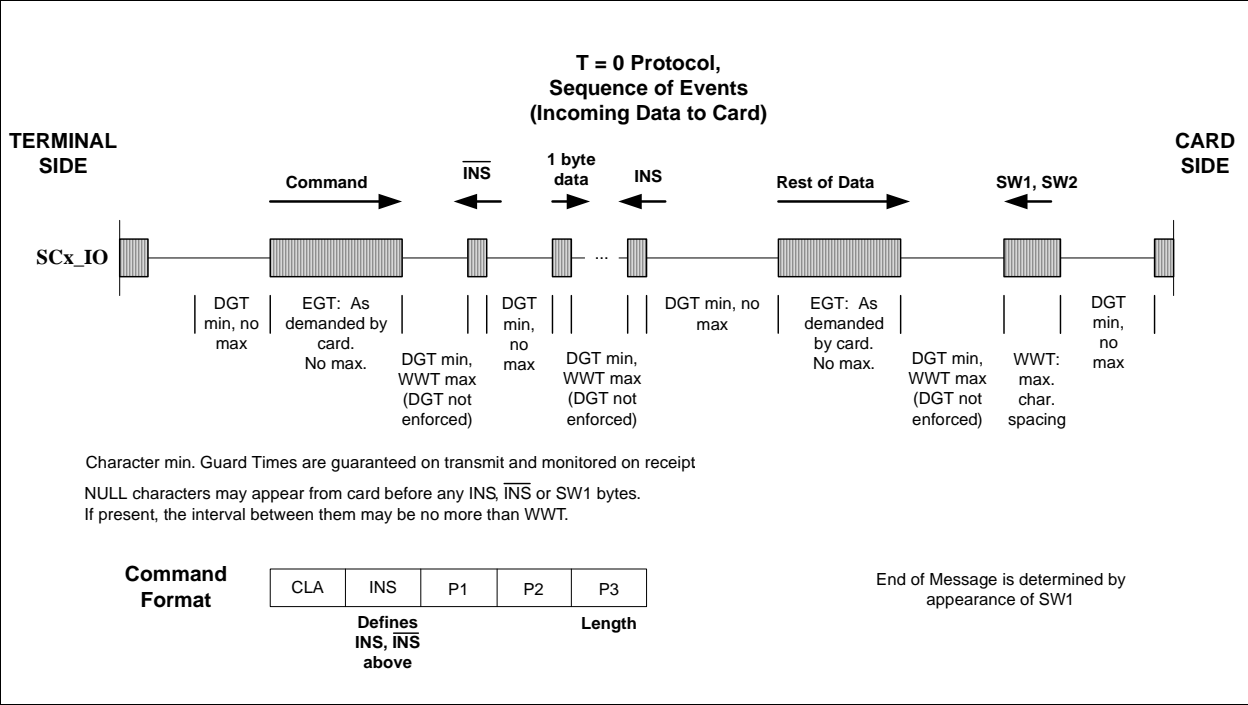 T = 0 Protocol,
Sequence of Events
(Incoming Data to Card)
TERMINAL
SIDE
CARD
SIDE
Command
I̅N̅S̅
1 byte
data
INS
Rest of Data
SW1, SW2
SCx_IO
...
DGT
min, no
max
EGT: As
demanded by
card.
No max.
DGT min,
WWT max
(DGT not
enforced)
DGT
min,
no
max
DGT min,
WWT max
(DGT not
enforced)
DGT min, no
max
EGT: As
demanded
by card.
No max.
DGT min,
WWT max
(DGT not
enforced)
WWT:
max.
char.
spacing
DGT
min,
no
max
Character min. Guard Times are guaranteed on transmit and monitored on receipt
NULL characters may appear from card before any INS, I̅N̅S̅ or SW1 bytes.
If present, the interval between them may be no more than WWT.
Command
Format
CLA INS P1 P2 P3
Defines
INS, I̅N̅S̅
above
Length
End of Message is determined by
appearance of SW1